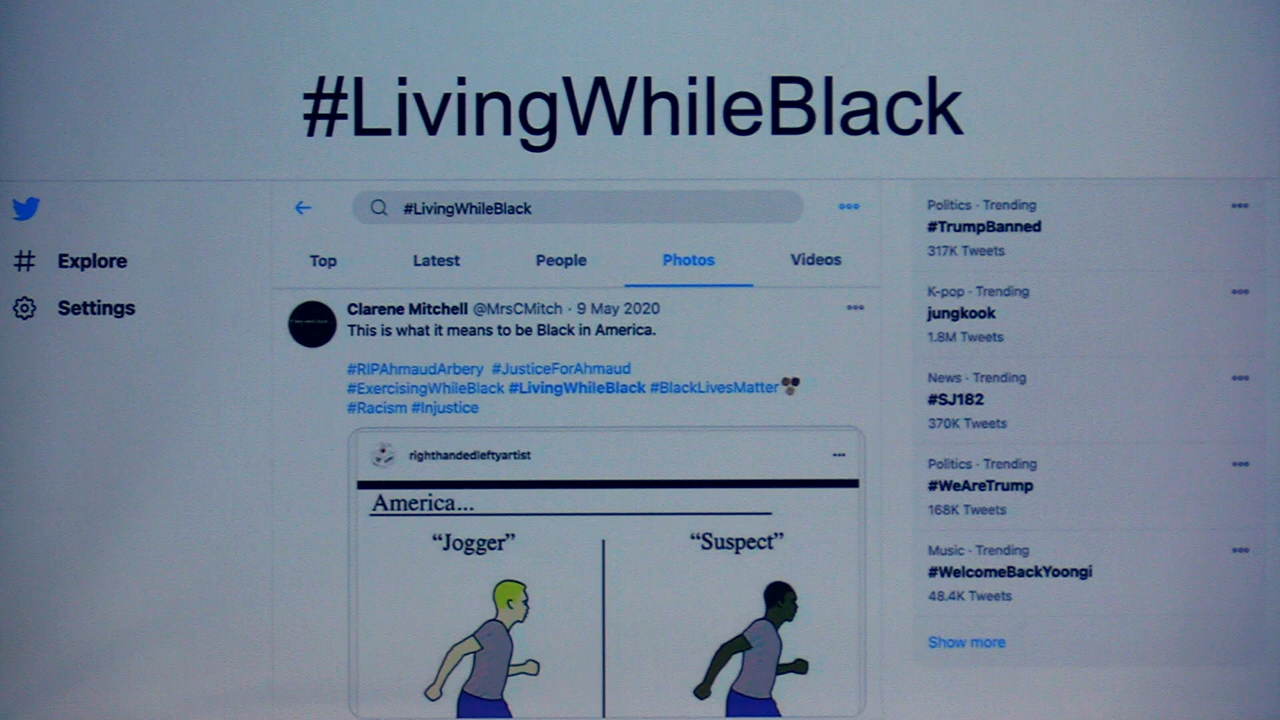 #LivingWhileBlack
#LivingWhileBlack
Explore
Settings
Top
Latest
People
Photos
Videos
Clarene Mitchell @MrsCMitch · 9 May 2020
This is what it means to be Black in America.
#RIPAhmaudArbery #JusticeForAhmaud
#ExercisingWhileBlack #LivingWhileBlack #BlackLivesMatter
#Racism #Injustice
righthandedleftyartist
America...
“Jogger”
“Suspect”
Politics · Trending
#TrumpBanned
317K Tweets
K-pop · Trending
jungkook
1.8M Tweets
News · Trending
#SJ182
370K Tweets
Politics · Trending
#WeAreTrump
168K Tweets
Music · Trending
#WelcomeBackYoongi
48.4K Tweets
Show more